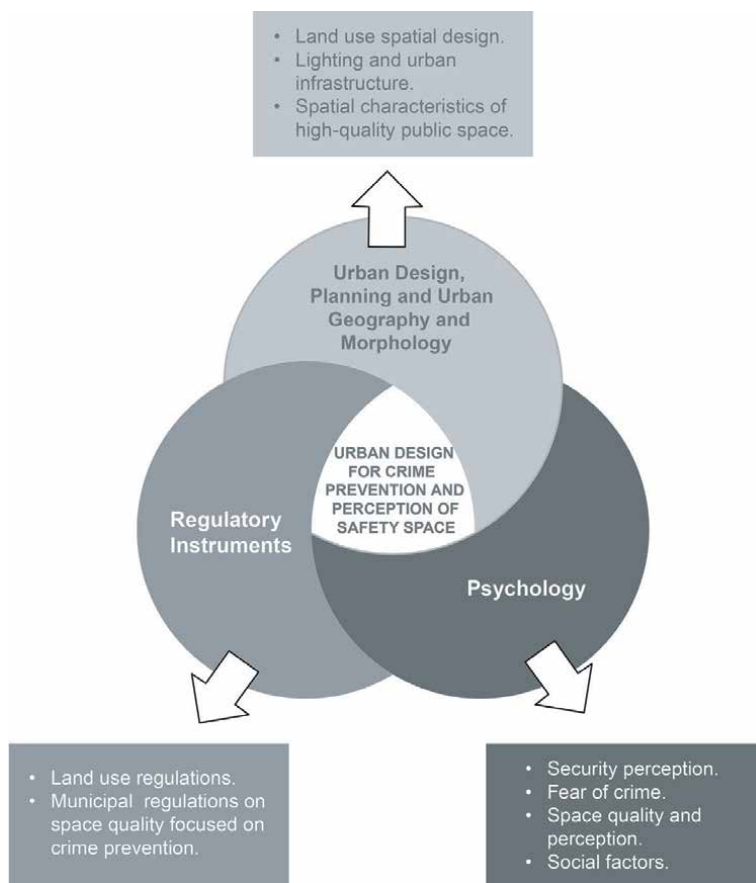 • Land use spatial design.
• Lighting and urban
infrastructure.
• Spatial characteristics of
high-quality public space.
Urban Design,
Planning and Urban
Geography and
Morphology
URBAN DESIGN
FOR CRIME
PREVENTION AND
PERCEPTION OF
SAFETY SPACE
Regulatory
Instruments
Psychology
• Land use regulations.
• Municipal regulations on
space quality focused on
crime prevention.
• Security perception.
• Fear of crime.
• Space quality and
perception.
• Social factors.